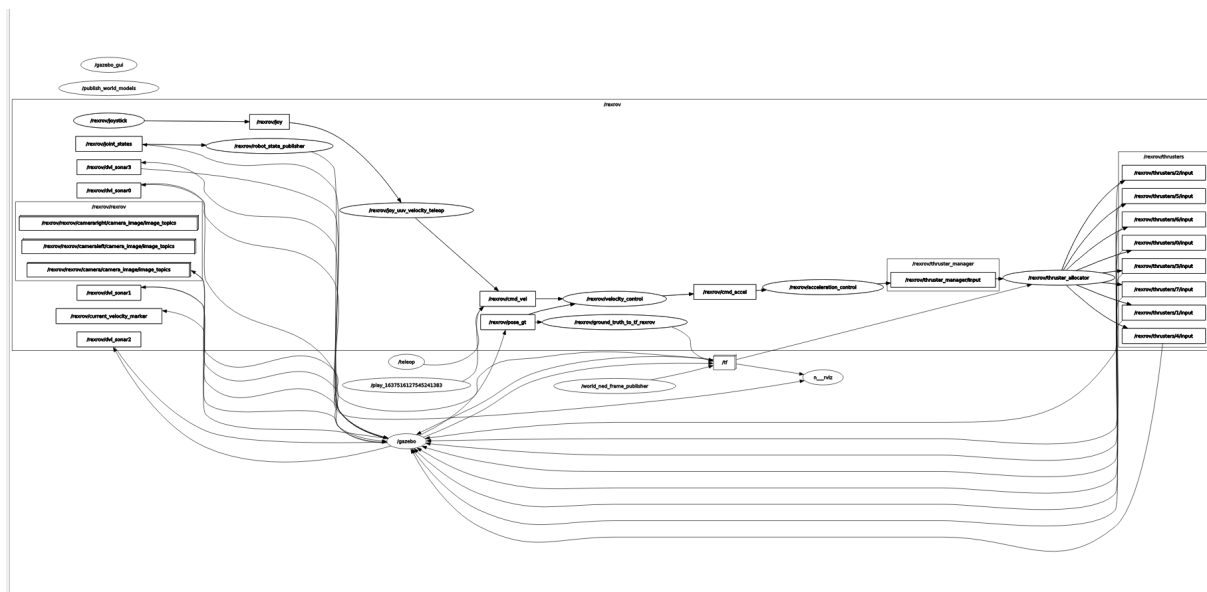 /gazebo_gui
/publish_world_models
/rexrov
/rexrov/joystick
/rexrov/joy
/rexrov/joint_states
/rexrov/robot_state_publisher
/rexrov/dvl_sonar3
/rexrov/dvl_sonar0
/rexrov/rexrov
/rexrov/rexrov/cameraright/camera_image/image_topics
/rexrov/rexrov/cameraleft/camera_image/image_topics
/rexrov/rexrov/camera/camera_image/image_topics
/rexrov/dvl_sonar1
/rexrov/current_velocity_marker
/rexrov/dvl_sonar2
/rexrov/joy_uuv_velocity_teleop
/rexrov/cmd_vel
/rexrov/velocity_control
/rexrov/cmd_accel
/rexrov/acceleration_control
/rexrov/thruster_manager
/rexrov/thruster_manager/input
/rexrov/thruster_allocator
/rexrov/pose_gt
/rexrov/ground_truth_to_tf_rexrov
/teleop
/play_1637516127545241383
/world_ned_frame_publisher
/tf
n__rviz
/gazebo
/rexrov/thrusters
/rexrov/thrusters/2/input
/rexrov/thrusters/5/input
/rexrov/thrusters/6/input
/rexrov/thrusters/0/input
/rexrov/thrusters/3/input
/rexrov/thrusters/7/input
/rexrov/thrusters/1/input
/rexrov/thrusters/4/input